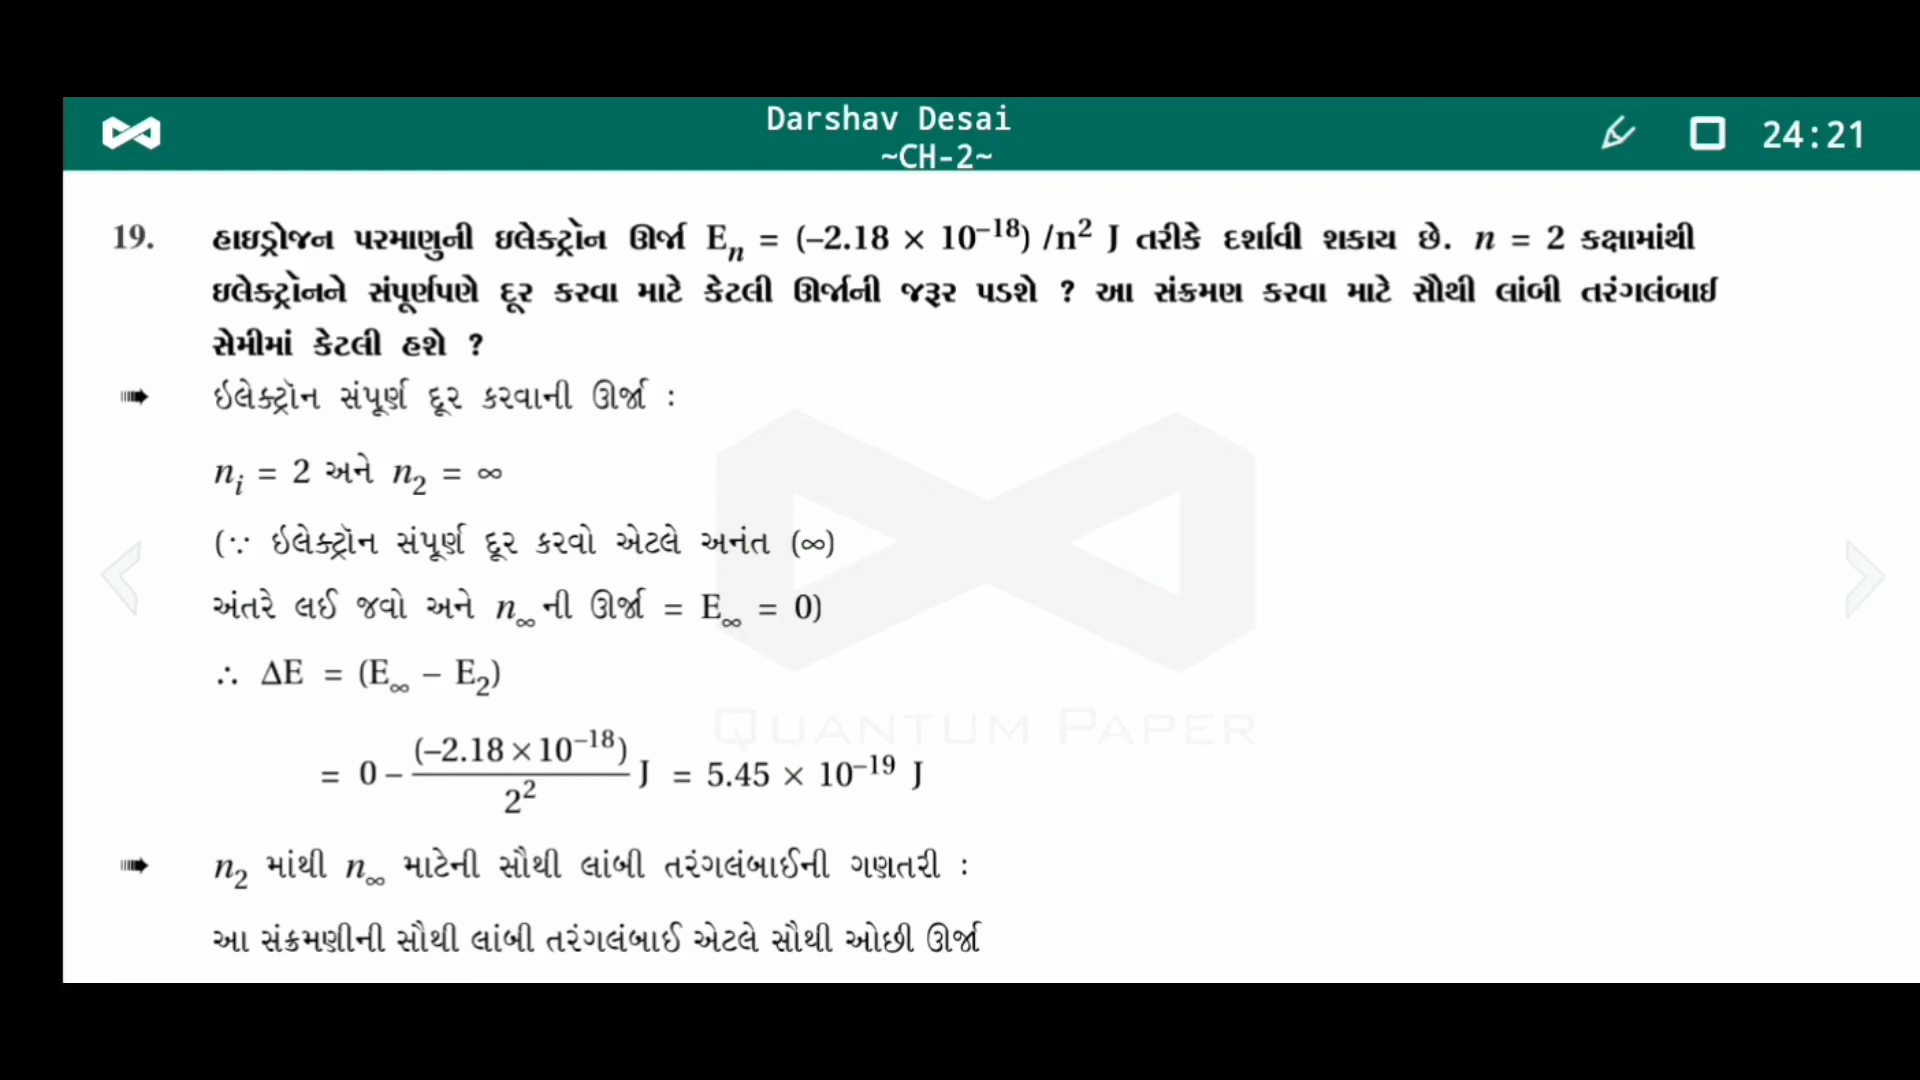 Darshav Desai
~CH-2~
24:21
19. હાઇડ્રોજન પરમાણુની ઇલેક્ટ્રૉન ઊર્જા Eₙ = (–2.18 × 10⁻¹⁸) /n² J તરીકે દર્શાવી શકાય છે. n = 2 કક્ષામાંથી
ઇલેક્ટ્રૉનને સંપૂર્ણપણે દૂર કરવા માટે કેટલી ઊર્જાની જરૂર પડશે ? આ સંક્રમણ કરવા માટે સૌથી લાંબી તરંગલંબાઈ
સેમીમાં કેટલી હશે ?
➠ ઇલેક્ટ્રૉન સંપૂર્ણ દૂર કરવાની ઊર્જા :
nᵢ = 2 અને n₂ = ∞
(∵ ઇલેક્ટ્રૉન સંપૂર્ણ દૂર કરવો એટલે અનંત (∞)
અંતરે લઈ જવો અને n∞ની ઊર્જા = E∞ = 0)
∴ ΔE = (E∞ – E₂)
= 0 – (–2.18 × 10⁻¹⁸) / 2² J = 5.45 × 10⁻¹⁹ J
QUANTUM PAPER
➠ n₂ માંથી n∞ માટેની સૌથી લાંબી તરંગલંબાઈની ગણતરી :
આ સંક્રમણીની સૌથી લાંબી તરંગલંબાઈ એટલે સૌથી ઓછી ઊર્જા